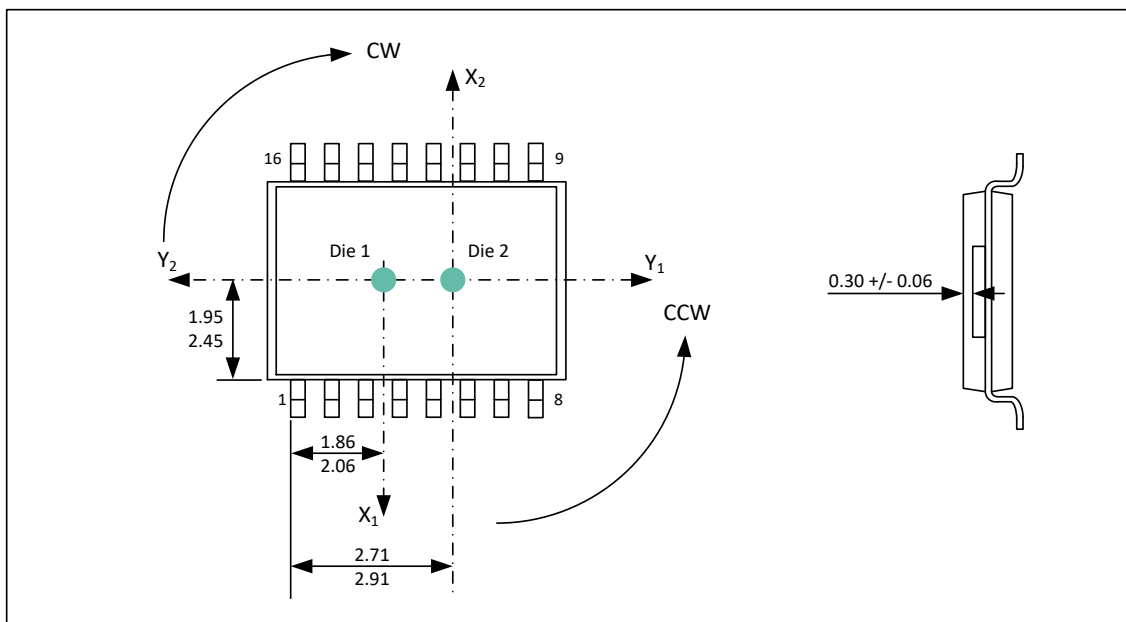 CW
X2
16
9
Die 1
Die 2
Y2
Y1
0.30 +/- 0.06
1.95
2.45
CCW
1
8
1.86
2.06
X1
2.71
2.91